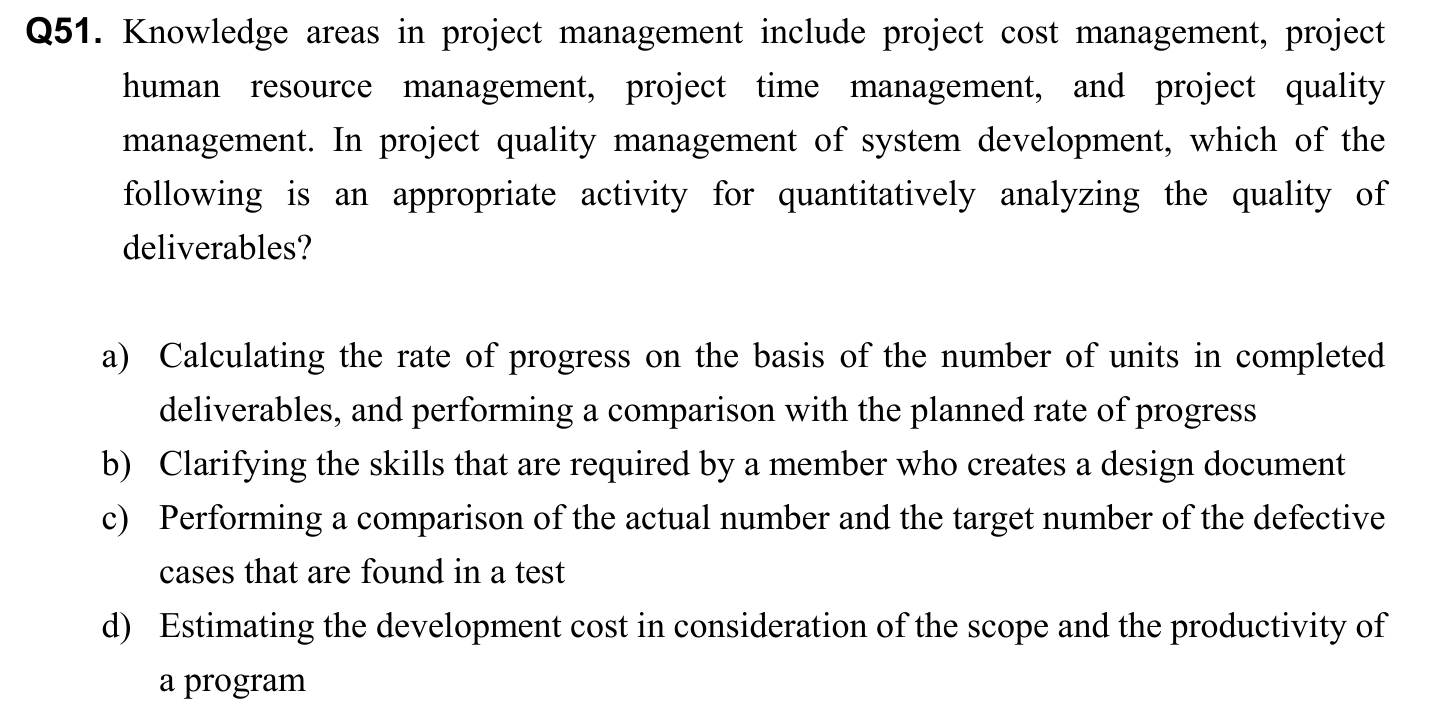 Q51. Knowledge areas in project management include project cost management, project
human resource management, project time management, and project quality
management. In project quality management of system development, which of the
following is an appropriate activity for quantitatively analyzing the quality of
deliverables?
a) Calculating the rate of progress on the basis of the number of units in completed
deliverables, and performing a comparison with the planned rate of progress
b) Clarifying the skills that are required by a member who creates a design document
c) Performing a comparison of the actual number and the target number of the defective
cases that are found in a test
d) Estimating the development cost in consideration of the scope and the productivity of
a program